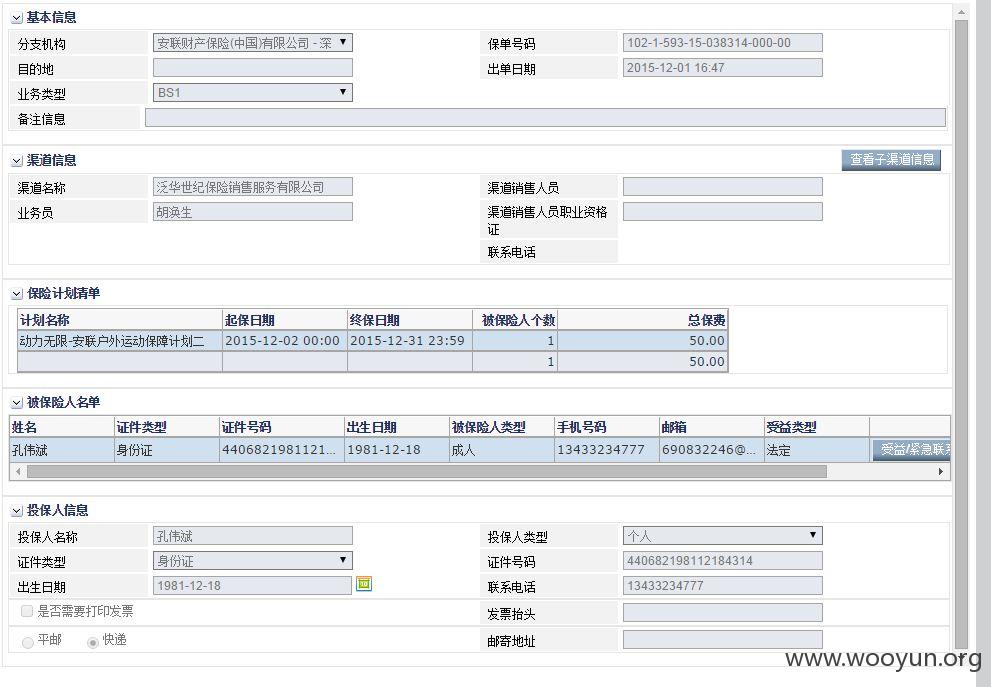 基本信息
分支机构 安联财产保险(中国)有限公司 - 深 保单号码 102-1-593-15-038314-000-00
目的地 出单日期 2015-12-01 16:47
业务类型 BS1
备注信息
渠道信息 查看子渠道信息
渠道名称 泛华世纪保险销售服务有限公司 渠道销售人员
业务员 胡焕生 渠道销售人员职业资格
证
联系电话
保险计划清单
计划名称 起保日期 终保日期 被保险人个数 总保费
动力无限-安联户外运动保障计划二 2015-12-02 00:00 2015-12-31 23:59 1 50.00
1 50.00
被保险人名单
姓名 证件类型 证件号码 出生日期 被保险人类型 手机号码 邮箱 受益类型
孔伟斌 身份证 4406821981121... 1981-12-18 成人 13433234777 690832246@... 法定 受益/紧急联系
投保人信息
投保人名称 孔伟斌 投保人类型 个人
证件类型 身份证 证件号码 440682198112184314
出生日期 1981-12-18 联系电话 13433234777
是否需要打印发票 发票抬头
平邮 快递 邮寄地址
www.wooyun.org